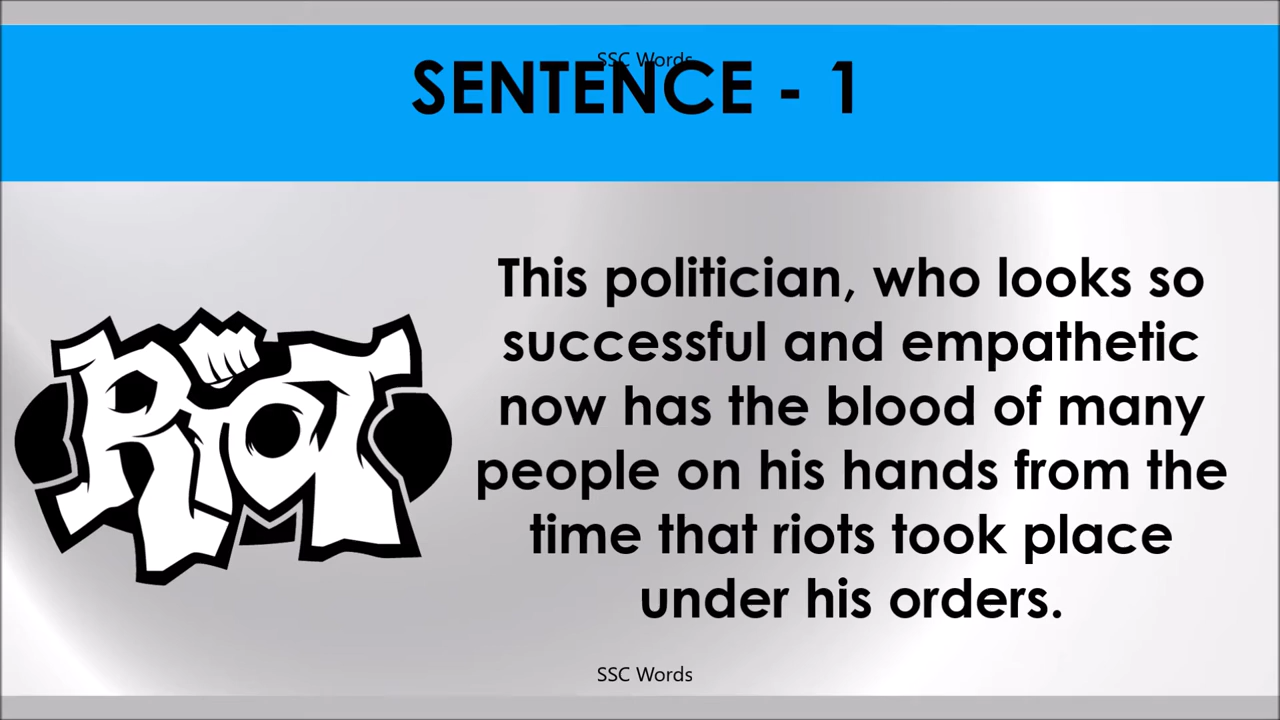 SSC Words
SENTENCE - 1
This politician, who looks so
successful and empathetic
now has the blood of many
people on his hands from the
time that riots took place
under his orders.
RioT
SSC Words